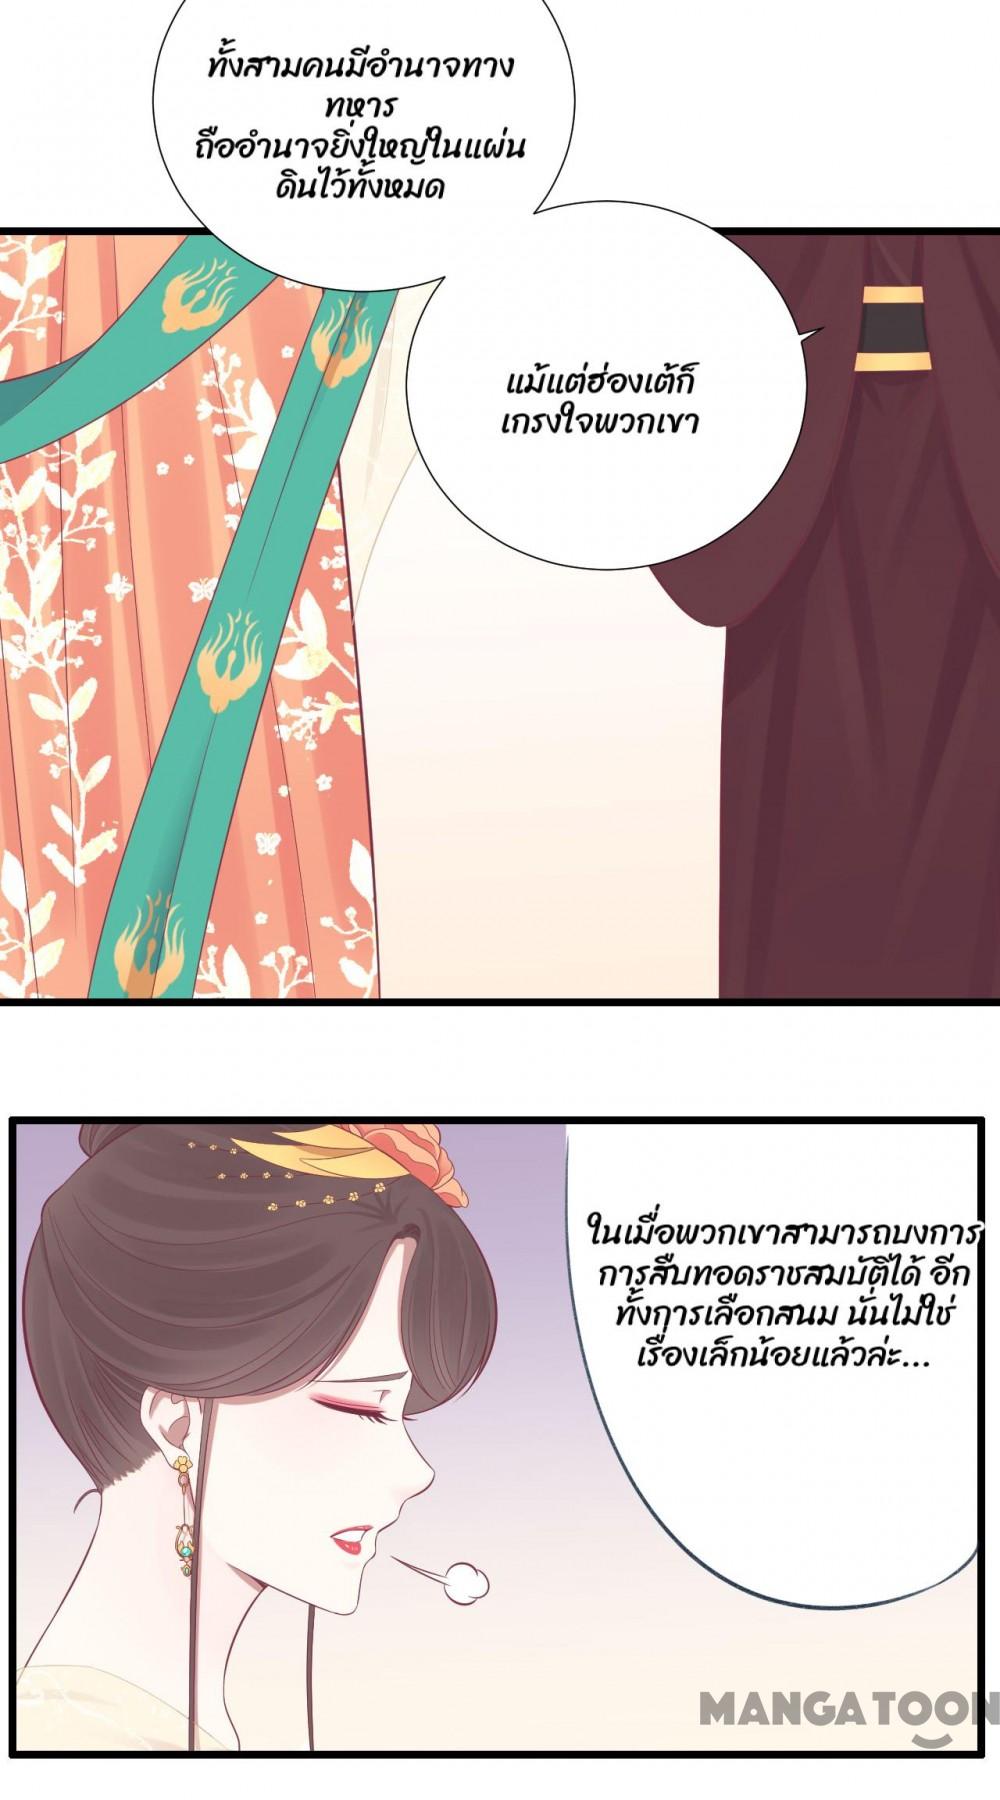 ทั้งสามคนมีอำนาจทาง
ทหาร
ถืออำนาจยิ่งใหญ่ในแผ่น
ดินไว้ทั้งหมด
แม้แต่ฮ่องเต้ก็
เกรงใจพวกเขา
ในเมื่อพวกเขาสามารถบงการ
การสืบทอดราชสมบัติได้ อีก
ทั้งการเลือกสนม นั่นไม่ใช่
เรื่องเล็กน้อยแล้วล่ะ...
MANGATOON